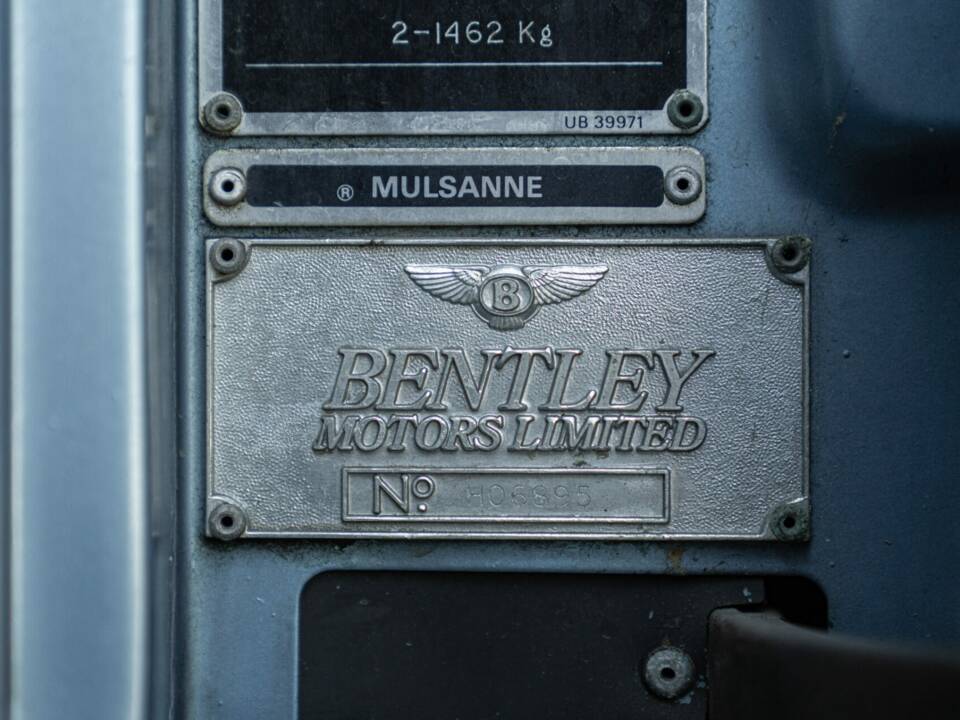 2-1462 Kg
UB 39971
® MULSANNE
B
BENTLEY
MOTORS LIMITED
No. H06895